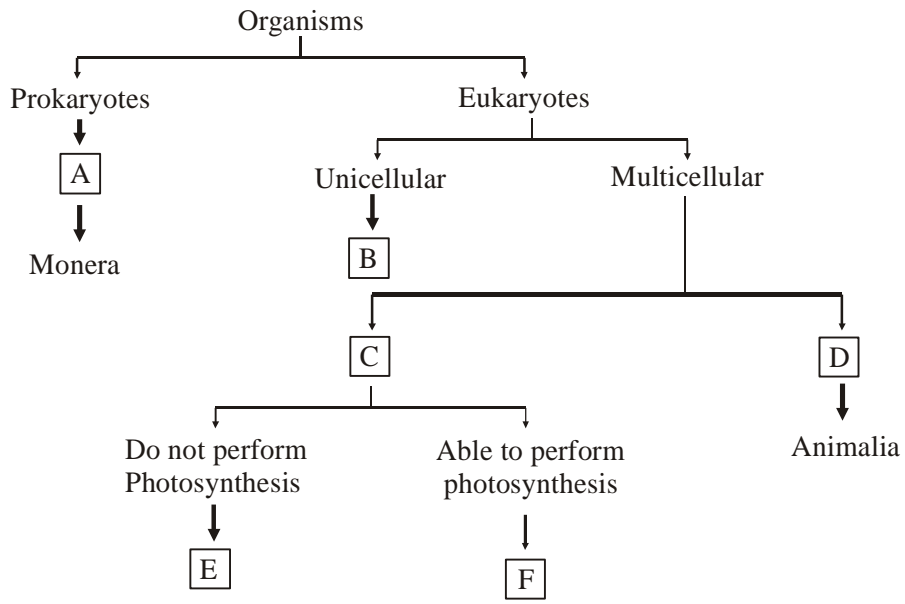 Organisms
Prokaryotes
Eukaryotes
A
Unicellular
Multicellular
Monera
B
C
D
Do not perform
Photosynthesis
Able to perform
photosynthesis
Animalia
E
F